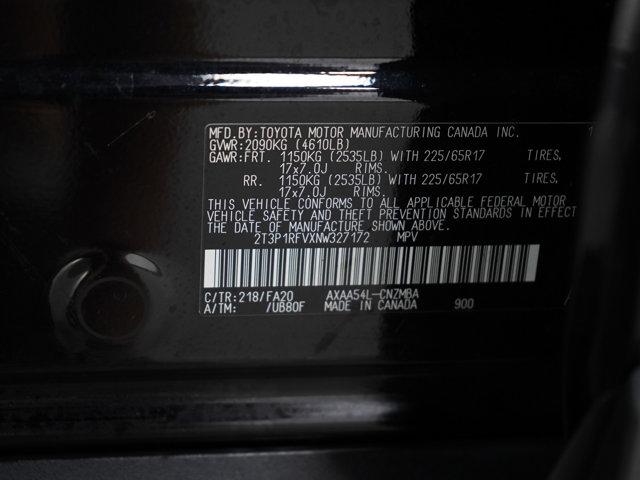 MFD. BY: TOYOTA MOTOR MANUFACTURING CANADA INC.
GVWR: 2090KG (4610LB)
GAWR: FRT. 1150KG (2535LB) WITH 225/65R17 TIRES,
17x7.0J RIMS.
RR. 1150KG (2535LB) WITH 225/65R17 TIRES,
17x7.0J RIMS.
THIS VEHICLE CONFORMS TO ALL APPLICABLE FEDERAL MOTOR
VEHICLE SAFETY AND THEFT PREVENTION STANDARDS IN EFFECT
THE DATE OF MANUFACTURE SHOWN ABOVE.
2T3P1RFVXNW327172 MPV
C/TR: 218/FA20 AXAA54L-CNZMBA
A/TM: /UB80F MADE IN CANADA 900